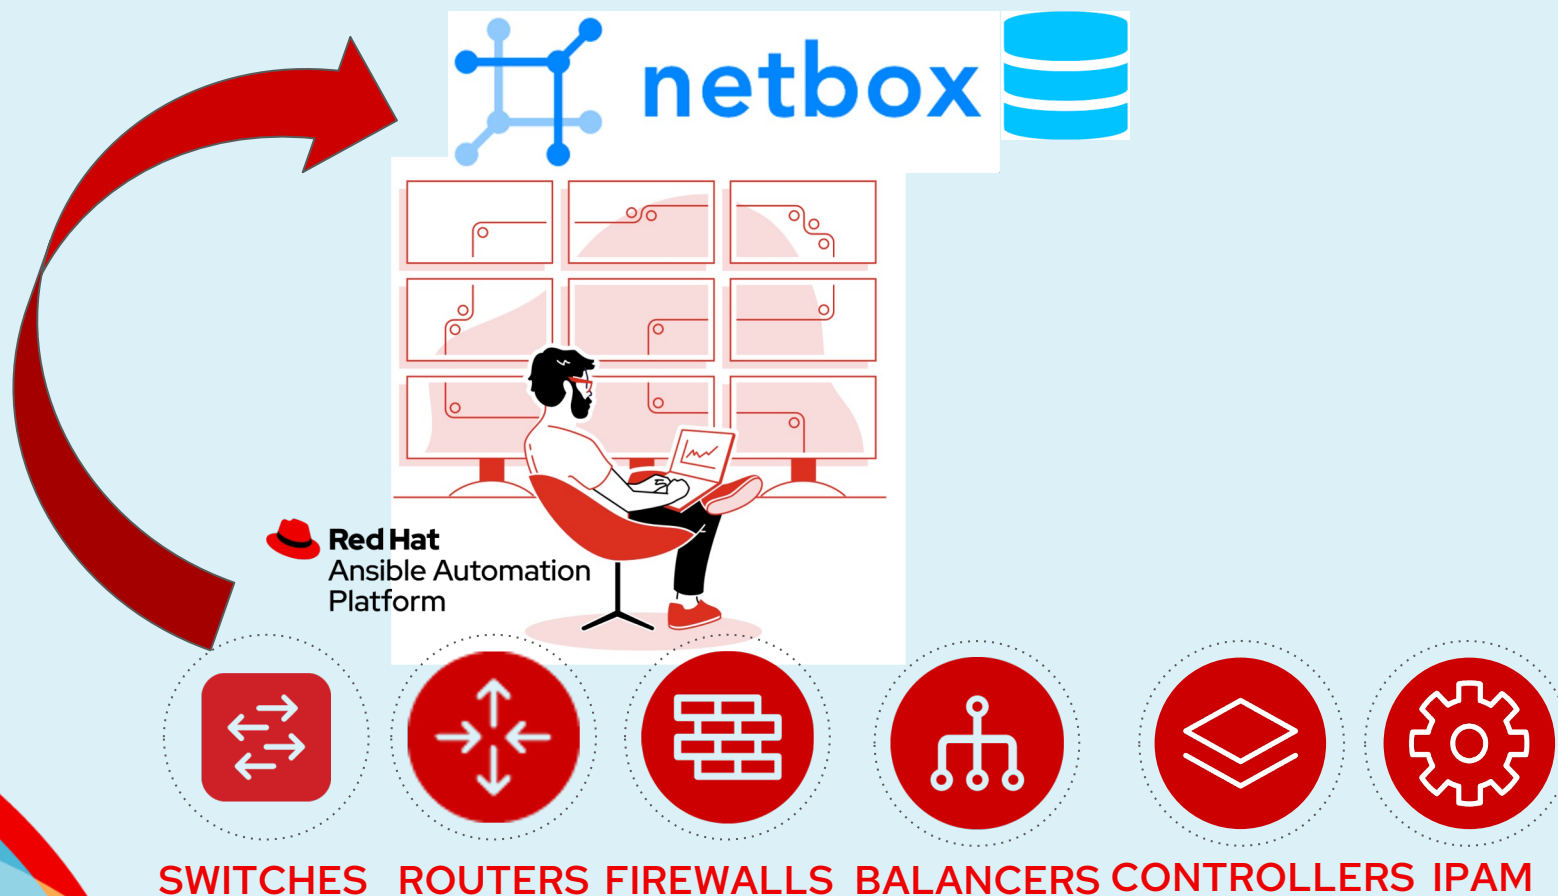 netbox
Red Hat
Ansible Automation
Platform
SWITCHES ROUTERS FIREWALLS BALANCERS CONTROLLERS IPAM